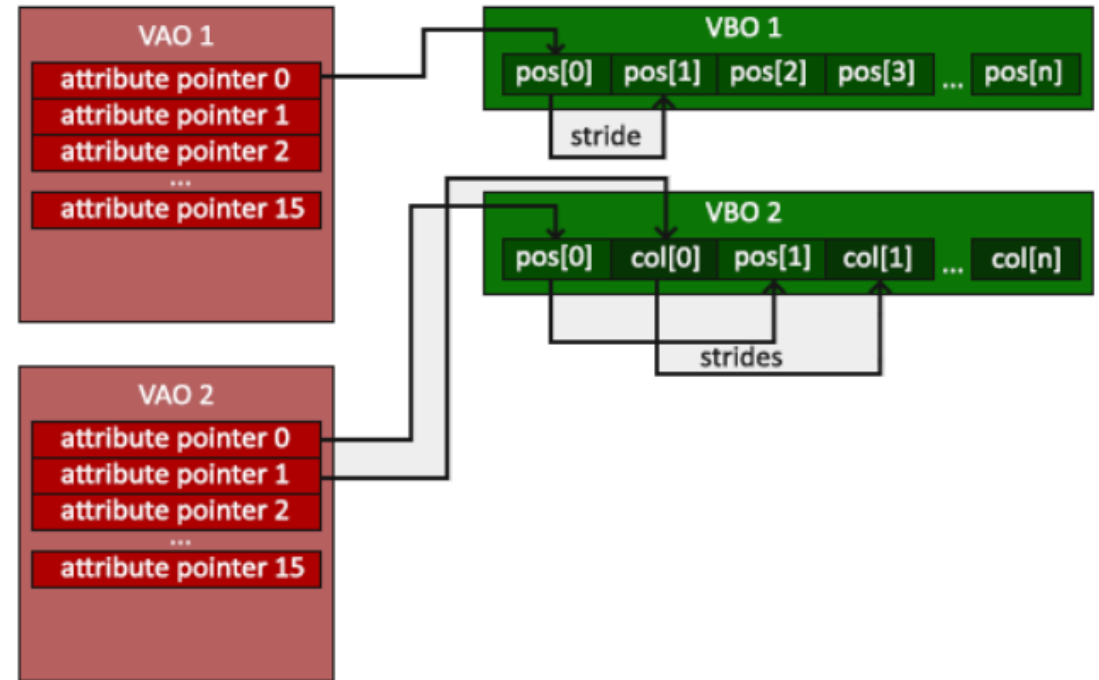 VAO 1
attribute pointer 0
attribute pointer 1
attribute pointer 2
...
attribute pointer 15
VBO 1
pos[0] pos[1] pos[2] pos[3] ... pos[n]
stride
VBO 2
pos[0] col[0] pos[1] col[1] ... col[n]
strides
VAO 2
attribute pointer 0
attribute pointer 1
attribute pointer 2
...
attribute pointer 15